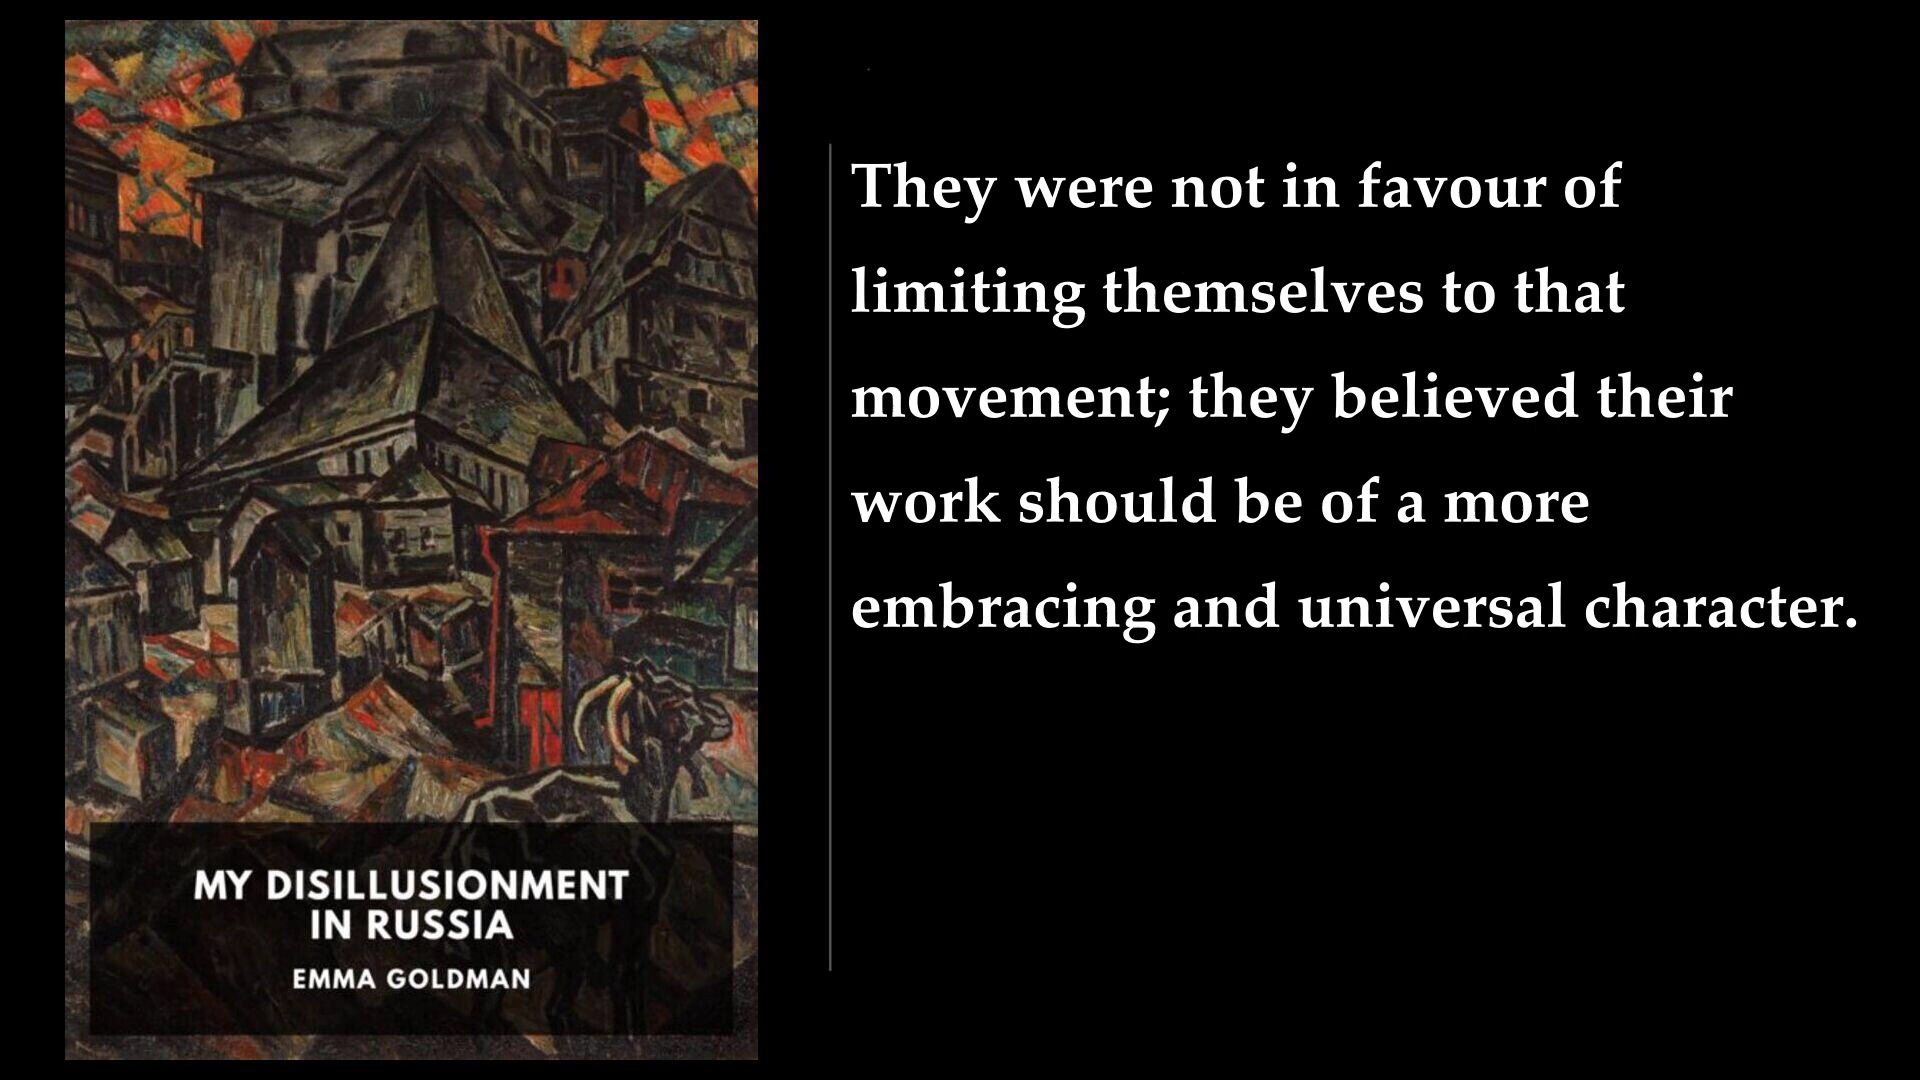 MY DISILLUSIONMENT
IN RUSSIA
EMMA GOLDMAN
They were not in favour of
limiting themselves to that
movement; they believed their
work should be of a more
embracing and universal character.